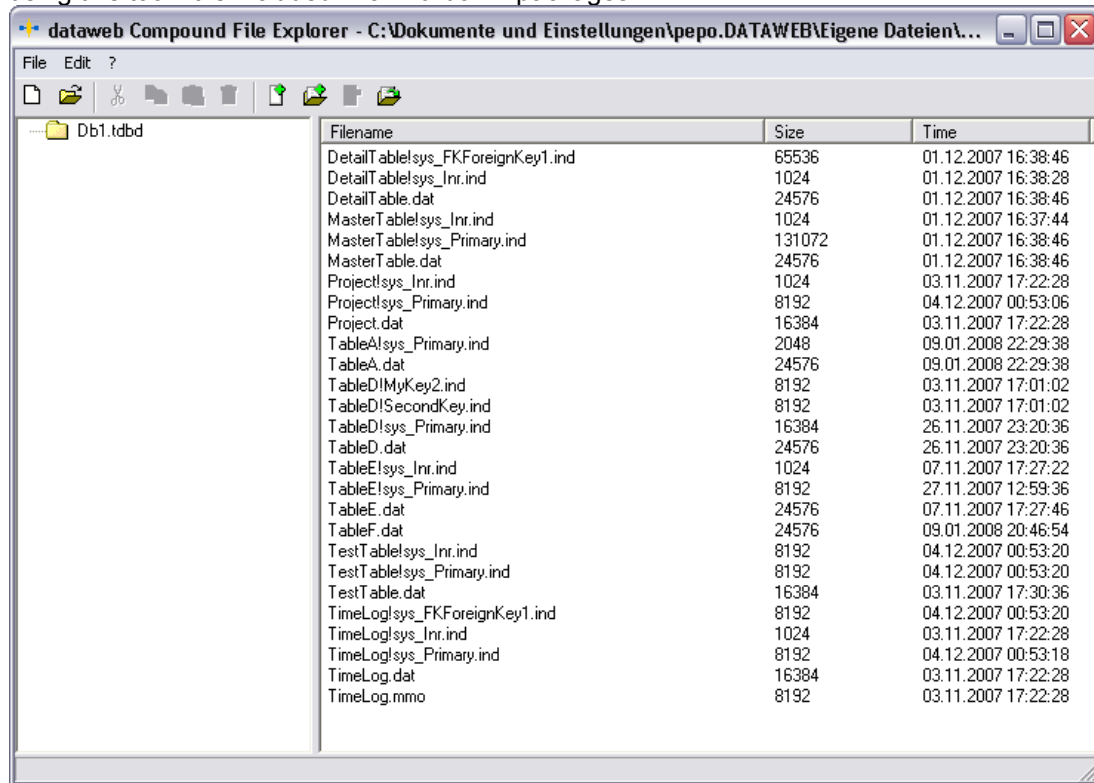 dataweb Compound File Explorer - C:\Dokumente und Einstellungen\pepo.DATAWEB\Eigene Dateien\...
File Edit ?
Db1.tdbd
Filename Size Time
DetailTable!sys_FKForeignKey1.ind 65536 01.12.2007 16:38:46
DetailTable!sys_Inr.ind 1024 01.12.2007 16:38:28
DetailTable.dat 24576 01.12.2007 16:38:46
MasterTable!sys_Inr.ind 1024 01.12.2007 16:37:44
MasterTable!sys_Primary.ind 131072 01.12.2007 16:38:46
MasterTable.dat 24576 01.12.2007 16:38:46
Project!sys_Inr.ind 1024 03.11.2007 17:22:28
Project!sys_Primary.ind 8192 04.12.2007 00:53:06
Project.dat 16384 03.11.2007 17:22:28
TableA!sys_Primary.ind 2048 09.01.2008 22:29:38
TableA.dat 24576 09.01.2008 22:29:38
TableD!MyKey2.ind 8192 03.11.2007 17:01:02
TableD!SecondKey.ind 8192 03.11.2007 17:01:02
TableD!sys_Primary.ind 16384 26.11.2007 23:20:36
TableD.dat 24576 26.11.2007 23:20:36
TableE!sys_Inr.ind 1024 07.11.2007 17:27:22
TableE!sys_Primary.ind 8192 27.11.2007 12:59:36
TableE.dat 24576 07.11.2007 17:27:46
TableF.dat 24576 09.01.2008 20:46:54
TestTable!sys_Inr.ind 8192 04.12.2007 00:53:20
TestTable!sys_Primary.ind 8192 04.12.2007 00:53:20
TestTable.dat 16384 03.11.2007 17:30:36
TimeLog!sys_FKForeignKey1.ind 8192 04.12.2007 00:53:20
TimeLog!sys_Inr.ind 1024 03.11.2007 17:22:28
TimeLog!sys_Primary.ind 8192 04.12.2007 00:53:18
TimeLog.dat 16384 03.11.2007 17:22:28
TimeLog.mmo 8192 03.11.2007 17:22:28